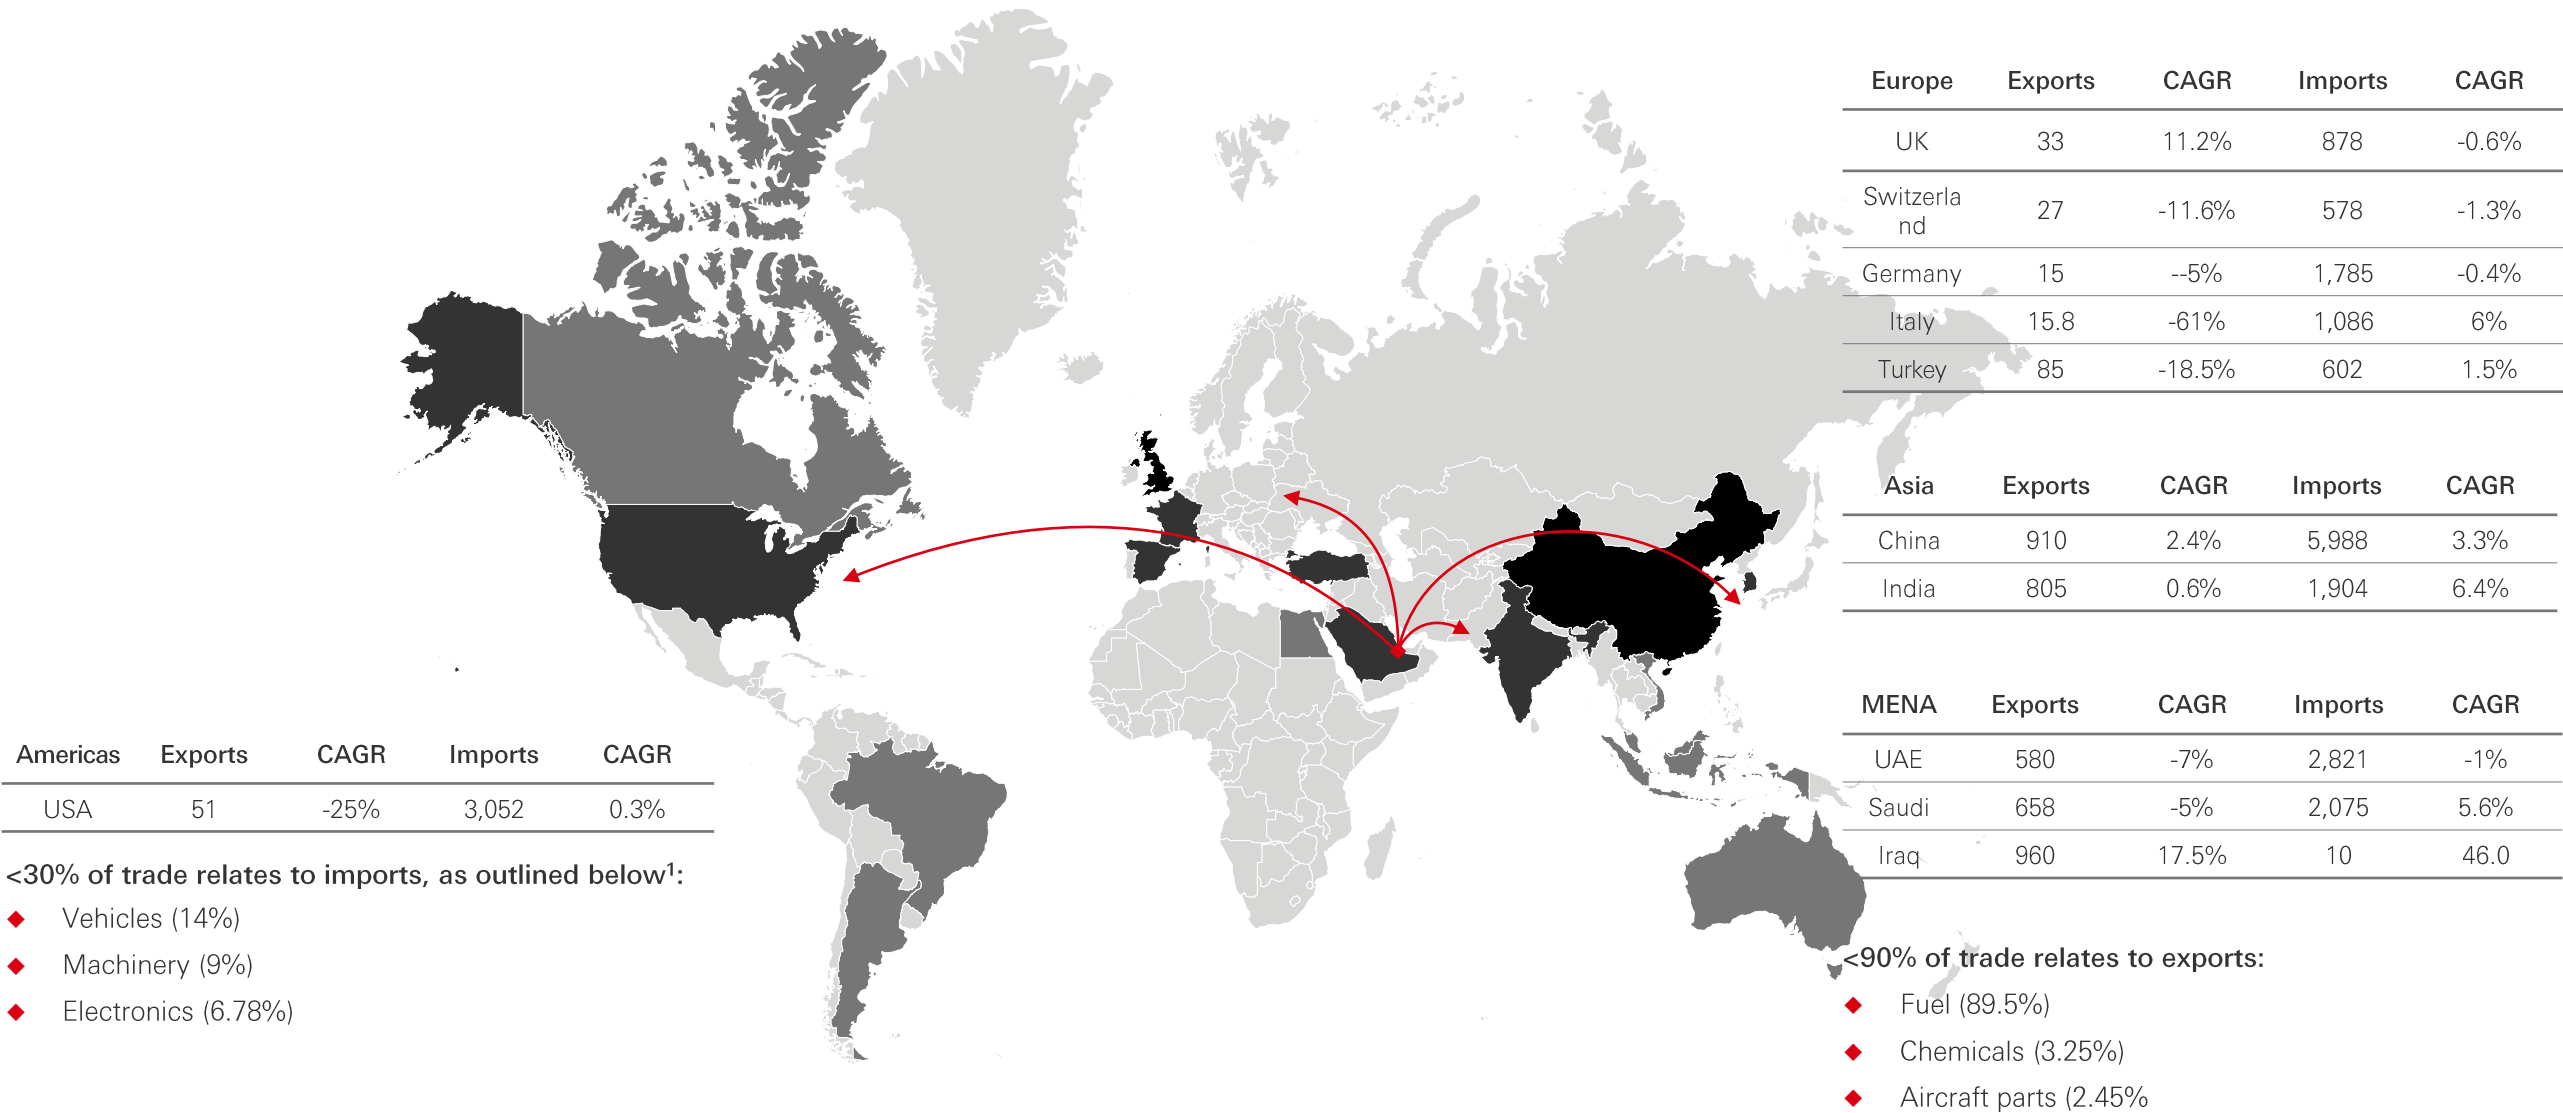 Europe Exports CAGR Imports CAGR
UK 33 11.2% 878 -0.6%
Switzerla
nd 27 -11.6% 578 -1.3%
Germany 15 --5% 1,785 -0.4%
Italy 15.8 -61% 1,086 6%
Turkey 85 -18.5% 602 1.5%
Asia Exports CAGR Imports CAGR
China 910 2.4% 5,988 3.3%
India 805 0.6% 1,904 6.4%
MENA Exports CAGR Imports CAGR
UAE 580 -7% 2,821 -1%
Saudi 658 -5% 2,075 5.6%
Iraq 960 17.5% 10 46.0
Americas Exports CAGR Imports CAGR
USA 51 -25% 3,052 0.3%
<30% of trade relates to imports, as outlined below¹:
Vehicles (14%)
Machinery (9%)
Electronics (6.78%)
<90% of trade relates to exports:
Fuel (89.5%)
Chemicals (3.25%)
Aircraft parts (2.45%